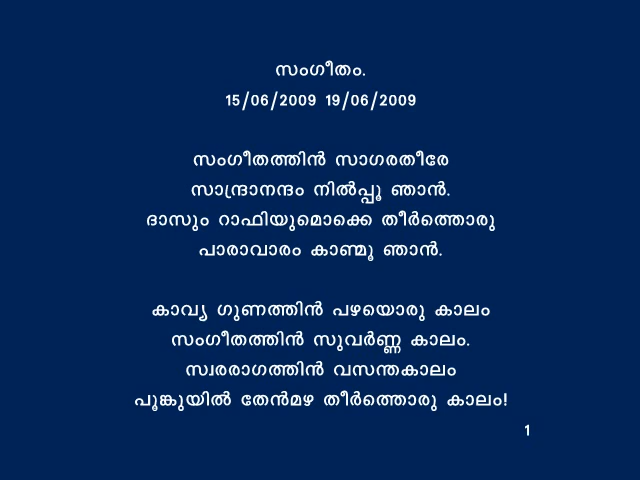 സംഗീതം.
15/06/2009 19/06/2009
സംഗീതത്തിൻ സാഗരതീരേ
സാന്ദ്രാനന്ദം നിൽപ്പൂ ഞാൻ.
ദാസും റാഫിയുമൊക്കെ തീർത്തൊരു
പാരാവാരം കാണ്മൂ ഞാൻ.
കാവ്യ ഗുണത്തിൻ പഴയൊരു കാലം
സംഗീതത്തിൻ സുവർണ്ണ കാലം.
സ്വരരാഗത്തിൻ വസന്തകാലം
പൂങ്കുയിൽ തേൻമഴ തീർത്തൊരു കാലം!
1